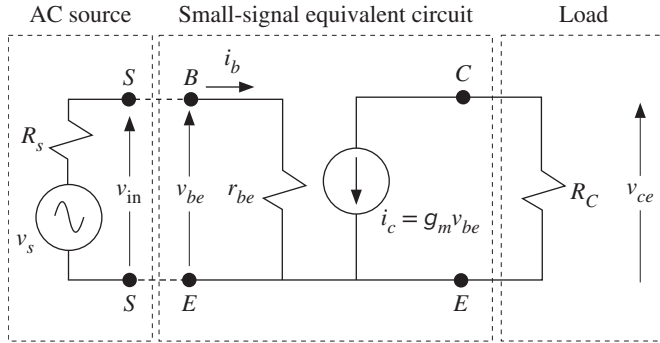 AC source
Small-signal equivalent circuit
Load
S
B
i_b
C
R_s
v_in
v_be
r_be
R_C
v_ce
v_s
i_c = g_m v_be
S
E
E